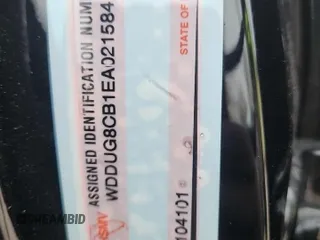 ASSIGNED IDENTIFICATION NUM
WDDUG8CB1EA021584
STATE OF
104101